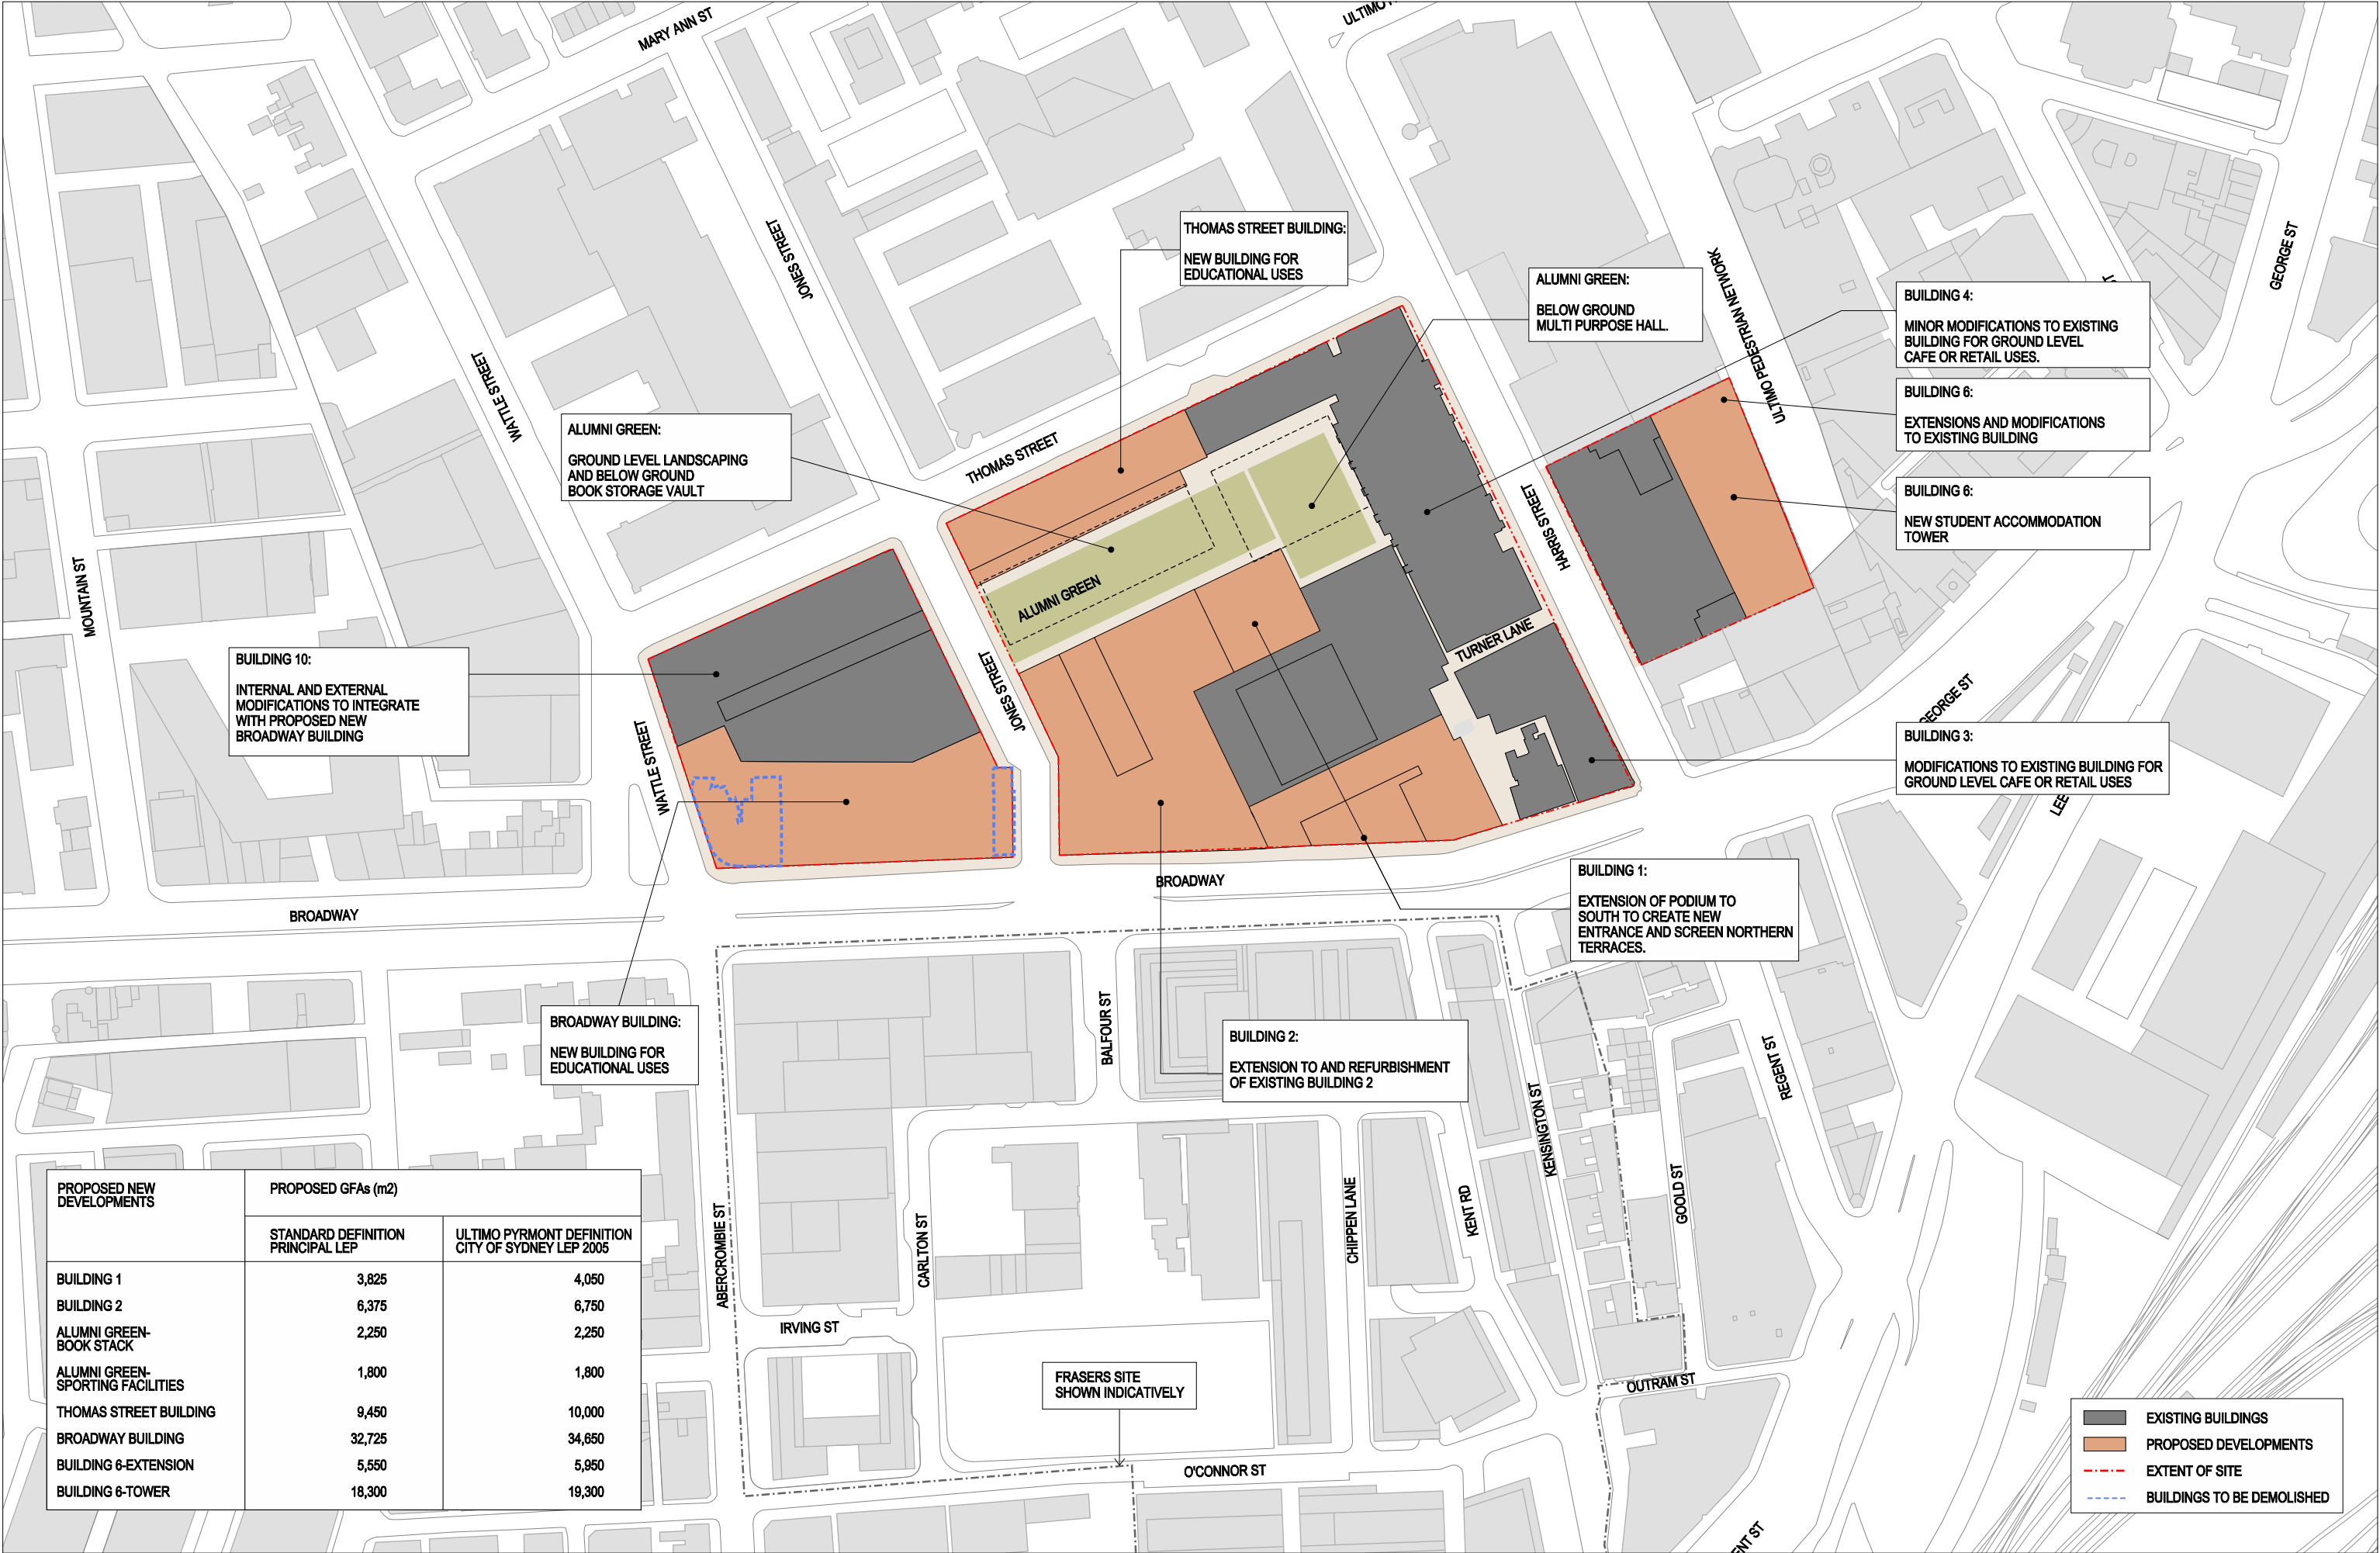 MARY ANN ST
JONES STREET
WATTLE STREET
THOMAS STREET BUILDING:
NEW BUILDING FOR
EDUCATIONAL USES
ALUMNI GREEN:
BELOW GROUND
MULTI PURPOSE HALL.
ULTIMO PEDESTRIAN NETWORK
GEORGE ST
BUILDING 4:
MINOR MODIFICATIONS TO EXISTING
BUILDING FOR GROUND LEVEL
CAFE OR RETAIL USES.
BUILDING 6:
EXTENSIONS AND MODIFICATIONS
TO EXISTING BUILDING
BUILDING 6:
NEW STUDENT ACCOMMODATION
TOWER
ALUMNI GREEN:
GROUND LEVEL LANDSCAPING
AND BELOW GROUND
BOOK STORAGE VAULT
THOMAS STREET
HARRIS STREET
ALUMNI GREEN
MOUNTAIN ST
TURNER LANE
BUILDING 10:
INTERNAL AND EXTERNAL
MODIFICATIONS TO INTEGRATE
WITH PROPOSED NEW
BROADWAY BUILDING
WATTLE STREET
JONES STREET
GEORGE ST
BUILDING 3:
MODIFICATIONS TO EXISTING BUILDING FOR
GROUND LEVEL CAFE OR RETAIL USES
BROADWAY
BROADWAY
BUILDING 1:
EXTENSION OF PODIUM TO
SOUTH TO CREATE NEW
ENTRANCE AND SCREEN NORTHERN
TERRACES.
BROADWAY BUILDING:
NEW BUILDING FOR
EDUCATIONAL USES
BALFOUR ST
BUILDING 2:
EXTENSION TO AND REFURBISHMENT
OF EXISTING BUILDING 2
KENSINGTON ST
REGENT ST
GOOLD ST
KENT RD
CHIPPEN LANE
CARLTON ST
ABERCROMBIE ST
IRVING ST
FRASERS SITE
SHOWN INDICATIVELY
OUTRAM ST
O'CONNOR ST
PROPOSED NEW
DEVELOPMENTS
PROPOSED GFAs (m2)
STANDARD DEFINITION
PRINCIPAL LEP
ULTIMO PYRMONT DEFINITION
CITY OF SYDNEY LEP 2005
BUILDING 1 3,825 4,050
BUILDING 2 6,375 6,750
ALUMNI GREEN-
BOOK STACK 2,250 2,250
ALUMNI GREEN-
SPORTING FACILITIES 1,800 1,800
THOMAS STREET BUILDING 9,450 10,000
BROADWAY BUILDING 32,725 34,650
BUILDING 6-EXTENSION 5,550 5,950
BUILDING 6-TOWER 18,300 19,300
EXISTING BUILDINGS
PROPOSED DEVELOPMENTS
EXTENT OF SITE
BUILDINGS TO BE DEMOLISHED